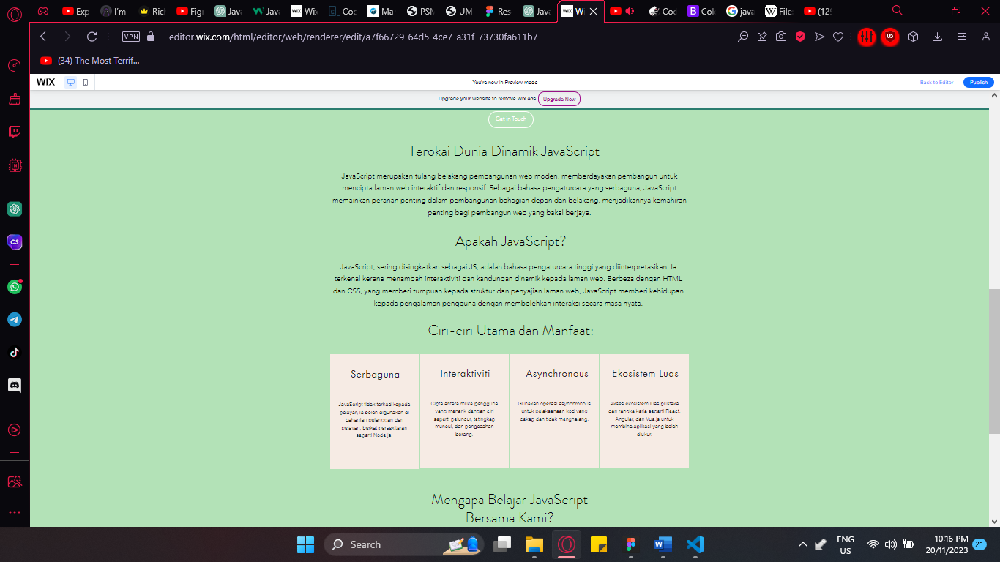 Exp
I'm
Rich
Figm
Java
Java
Wix
Coc
Mar
PSM
UM
Res
Java
W
Coc
Colo
java
File:
(129
VPN
editor.wix.com/html/editor/web/renderer/edit/a7f66729-64d5-4ce7-a31f-73730fa611b7
(34) The Most Terrif...
WIX
You're now in Preview mode
Back to Editor
Publish
Upgrade your website to remove Wix ads
Upgrade Now
Get in Touch
Terokai Dunia Dinamik JavaScript
JavaScript merupakan tulang belakang pembangunan web moden, memberdayakan pembangun untuk
mencipta laman web interaktif dan responsif. Sebagai bahasa pengaturcara yang serbaguna, JavaScript
memainkan peranan penting dalam pembangunan bahagian depan dan belakang, menjadikannya kemahiran
penting bagi pembangun web yang bakal berjaya.
Apakah JavaScript?
JavaScript, sering disingkatkan sebagai JS, adalah bahasa pengaturcara tinggi yang diinterpretasikan. Ia
terkenal kerana menambah interaktiviti dan kandungan dinamik kepada laman web. Berbeza dengan HTML
dan CSS, yang memberi tumpuan kepada struktur dan penyajian laman web, JavaScript memberi kehidupan
kepada pengalaman pengguna dengan membolehkan interaksi secara masa nyata.
Ciri-ciri Utama dan Manfaat:
Serbaguna
JavaScript tidak terhad kepada
pelayar, ia boleh digunakan di
bahagian pelanggan dan
pelayan, berkat persekitaran
seperti Node.js.
Interaktiviti
Cipta antara muka pengguna
yang menarik dengan ciri
seperti peluncur, tetingkap
muncul, dan pengesahan
borang.
Asynchronous
Gunakan operasi asynchronous
untuk pelaksanaan kod yang
cekap dan tidak menghalang.
Ekosistem Luas
Akses ekosistem luas pustaka
dan rangka kerja seperti React,
Angular, dan Vue.js untuk
membina aplikasi yang boleh
diukur.
Mengapa Belajar JavaScript
Bersama Kami?
Search
ENG
US
10:16 PM
20/11/2023
21